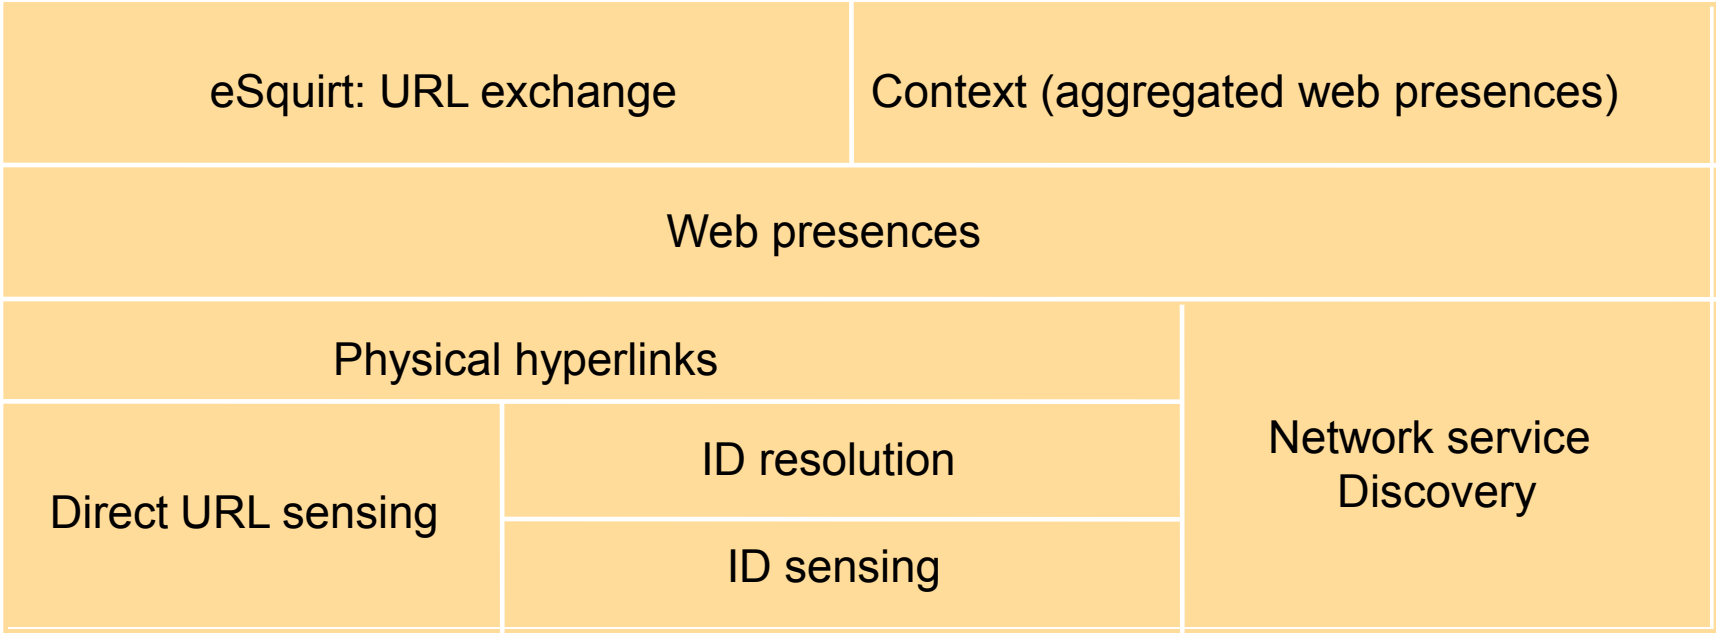 eSquirt: URL exchange
Context (aggregated web presences)
Web presences
Physical hyperlinks
Direct URL sensing
ID resolution
ID sensing
Network service
Discovery